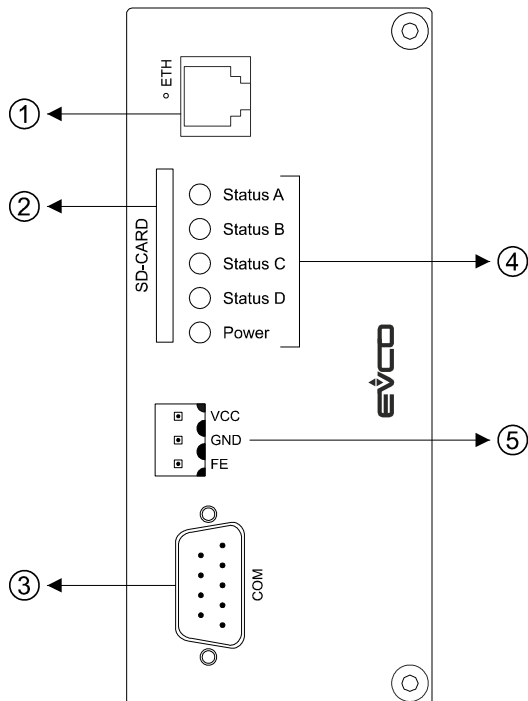 ETH
1
2
SD-CARD
Status A
Status B
Status C
Status D
Power
4
EVCO
VCC
GND
FE
5
3
COM